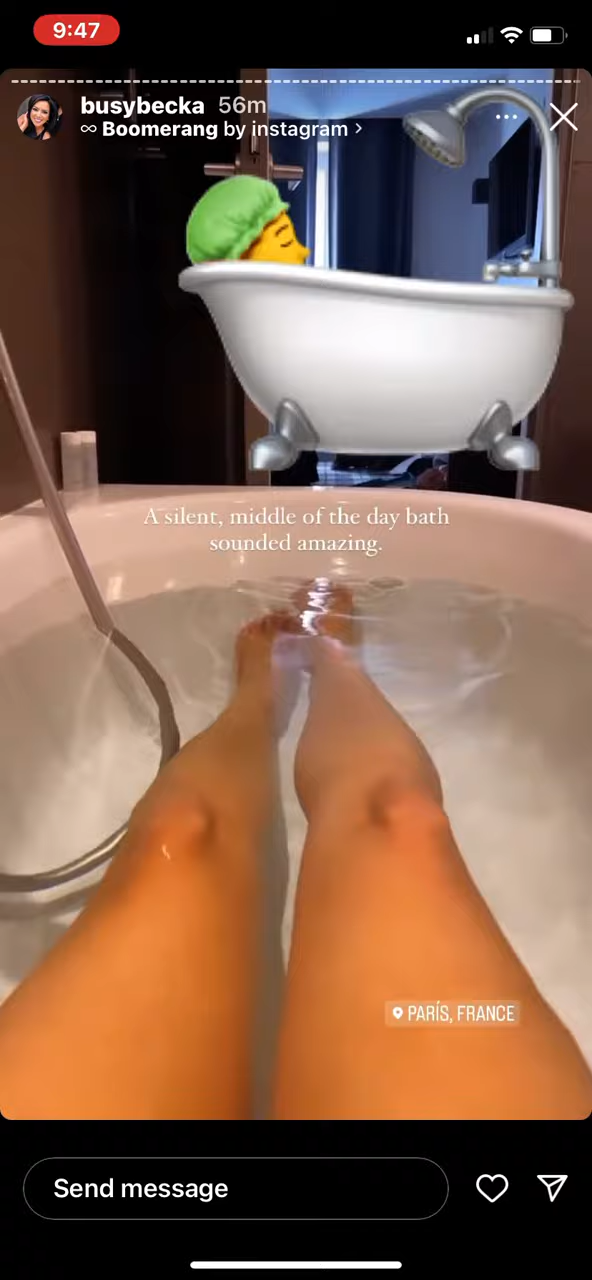 9:47
busybecka 56m
∞ Boomerang by instagram >
A silent, middle of the day bath
sounded amazing.
PARÍS, FRANCE
Send message